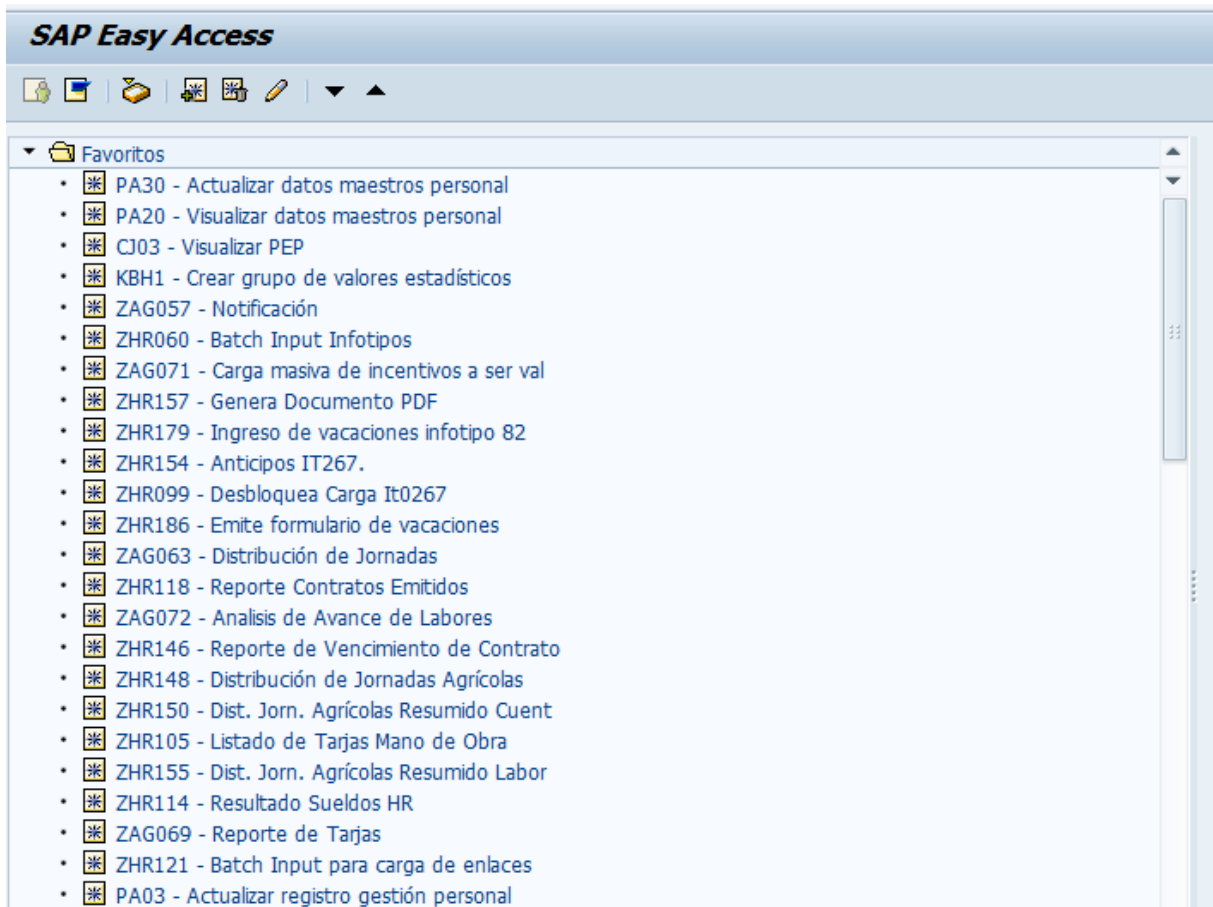 SAP Easy Access
Favoritos
PA30 - Actualizar datos maestros personal
PA20 - Visualizar datos maestros personal
CJ03 - Visualizar PEP
KBH1 - Crear grupo de valores estadísticos
ZAG057 - Notificación
ZHR060 - Batch Input Infotipos
ZAG071 - Carga masiva de incentivos a ser val
ZHR157 - Genera Documento PDF
ZHR179 - Ingreso de vacaciones infotipo 82
ZHR154 - Anticipos IT267.
ZHR099 - Desbloquea Carga It0267
ZHR186 - Emite formulario de vacaciones
ZAG063 - Distribución de Jornadas
ZHR118 - Reporte Contratos Emitidos
ZAG072 - Analisis de Avance de Labores
ZHR146 - Reporte de Vencimiento de Contrato
ZHR148 - Distribución de Jornadas Agrícolas
ZHR150 - Dist. Jorn. Agrícolas Resumido Cuent
ZHR105 - Listado de Tarjas Mano de Obra
ZHR155 - Dist. Jorn. Agrícolas Resumido Labor
ZHR114 - Resultado Sueldos HR
ZAG069 - Reporte de Tarjas
ZHR121 - Batch Input para carga de enlaces
PA03 - Actualizar registro gestión personal